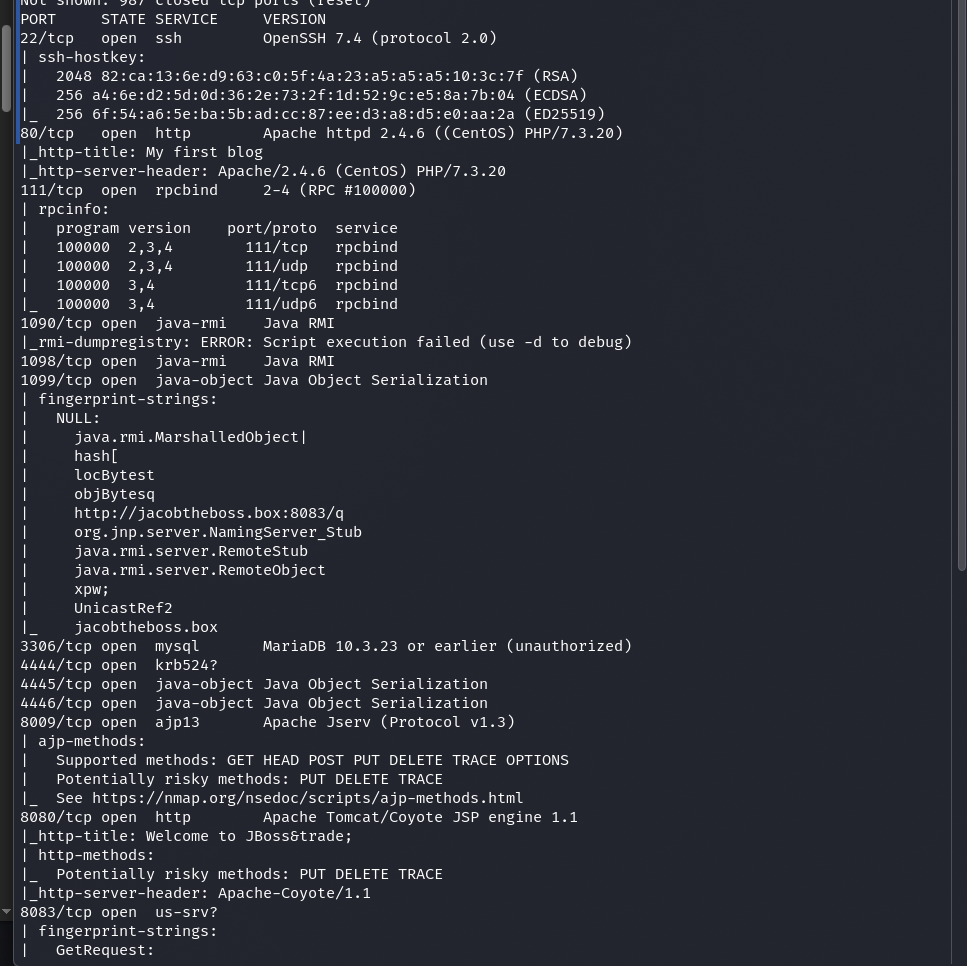 Not shown: 987 closed tcp ports (reset)
PORT     STATE SERVICE     VERSION
22/tcp   open  ssh         OpenSSH 7.4 (protocol 2.0)
| ssh-hostkey:
|   2048 82:ca:13:6e:d9:63:c0:5f:4a:23:a5:a5:a5:10:3c:7f (RSA)
|   256 a4:6e:d2:5d:0d:36:2e:73:2f:1d:52:9c:e5:8a:7b:04 (ECDSA)
|_  256 6f:54:a6:5e:ba:5b:ad:cc:87:ee:d3:a8:d5:e0:aa:2a (ED25519)
80/tcp   open  http        Apache httpd 2.4.6 ((CentOS) PHP/7.3.20)
|_http-title: My first blog
|_http-server-header: Apache/2.4.6 (CentOS) PHP/7.3.20
111/tcp  open  rpcbind     2-4 (RPC #100000)
| rpcinfo:
|   program version    port/proto  service
|   100000  2,3,4        111/tcp   rpcbind
|   100000  2,3,4        111/udp   rpcbind
|   100000  3,4          111/tcp6  rpcbind
|_  100000  3,4          111/udp6  rpcbind
1090/tcp open  java-rmi    Java RMI
|_rmi-dumpregistry: ERROR: Script execution failed (use -d to debug)
1098/tcp open  java-rmi    Java RMI
1099/tcp open  java-object Java Object Serialization
| fingerprint-strings:
|   NULL:
|     java.rmi.MarshalledObject|
|     hash[
|     locBytest
|     objBytesq
|     http://jacobtheboss.box:8083/q
|     org.jnp.server.NamingServer_Stub
|     java.rmi.server.RemoteStub
|     java.rmi.server.RemoteObject
|     xpw;
|     UnicastRef2
|_    jacobtheboss.box
3306/tcp open  mysql       MariaDB 10.3.23 or earlier (unauthorized)
4444/tcp open  krb524?
4445/tcp open  java-object Java Object Serialization
4446/tcp open  java-object Java Object Serialization
8009/tcp open  ajp13       Apache Jserv (Protocol v1.3)
| ajp-methods:
|   Supported methods: GET HEAD POST PUT DELETE TRACE OPTIONS
|   Potentially risky methods: PUT DELETE TRACE
|_  See https://nmap.org/nsedoc/scripts/ajp-methods.html
8080/tcp open  http        Apache Tomcat/Coyote JSP engine 1.1
|_http-title: Welcome to JBoss&trade;
| http-methods:
|_  Potentially risky methods: PUT DELETE TRACE
|_http-server-header: Apache-Coyote/1.1
8083/tcp open  us-srv?
| fingerprint-strings:
|   GetRequest: